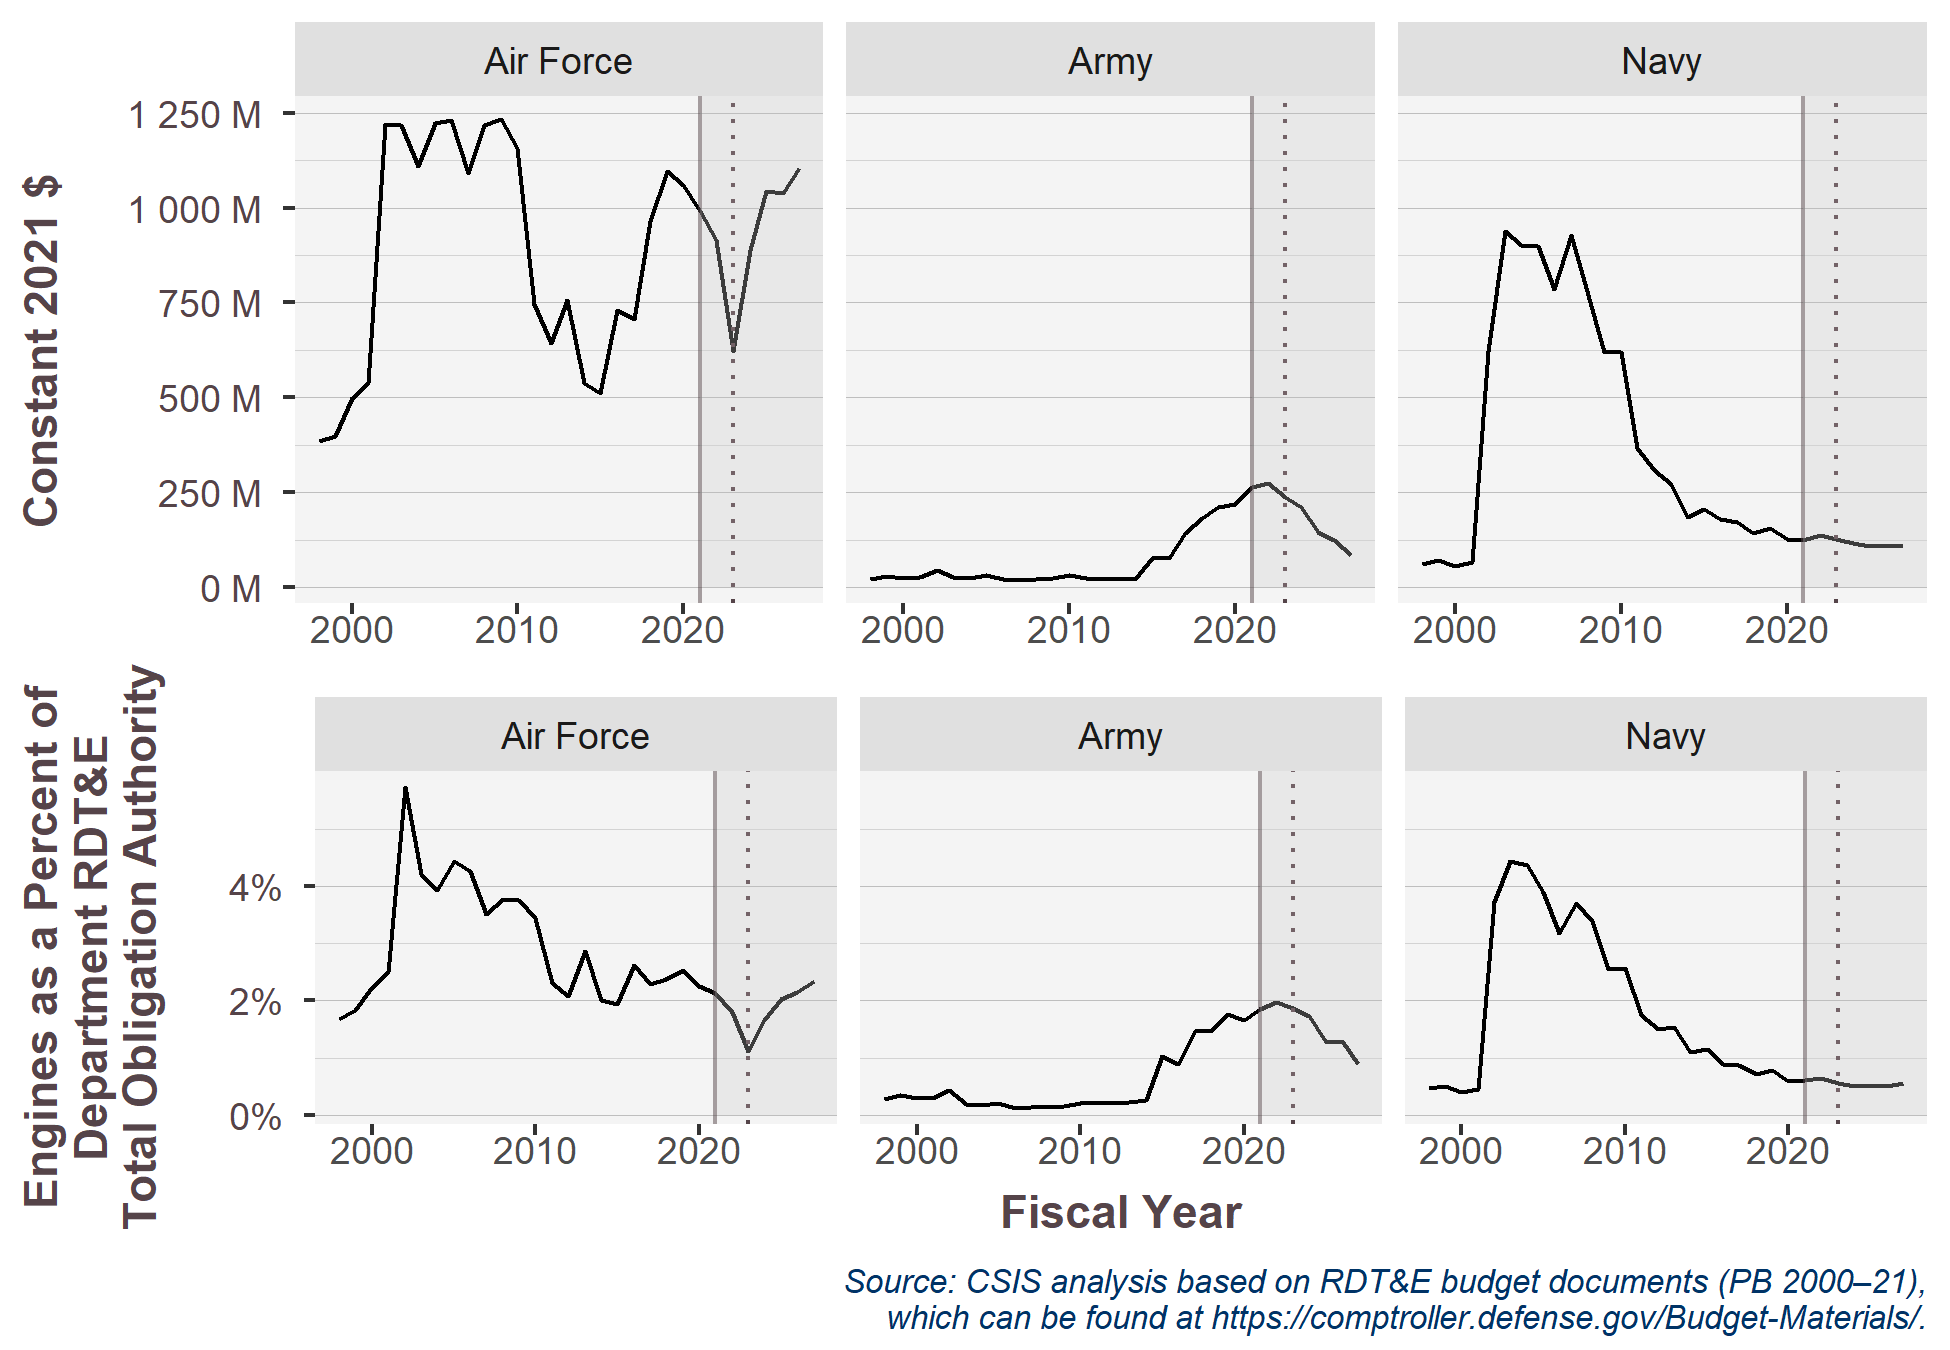 Air Force
Army
Navy
Constant 2021 $
1 250 M
1 000 M
750 M
500 M
250 M
0 M
2000 2010 2020
2000 2010 2020
2000 2010 2020
Air Force
Army
Navy
Engines as a Percent of
Department RDT&E
Total Obligation Authority
4%
2%
0%
2000 2010 2020
2000 2010 2020
2000 2010 2020
Fiscal Year
Source: CSIS analysis based on RDT&E budget documents (PB 2000–21),
which can be found at https://comptroller.defense.gov/Budget-Materials/.